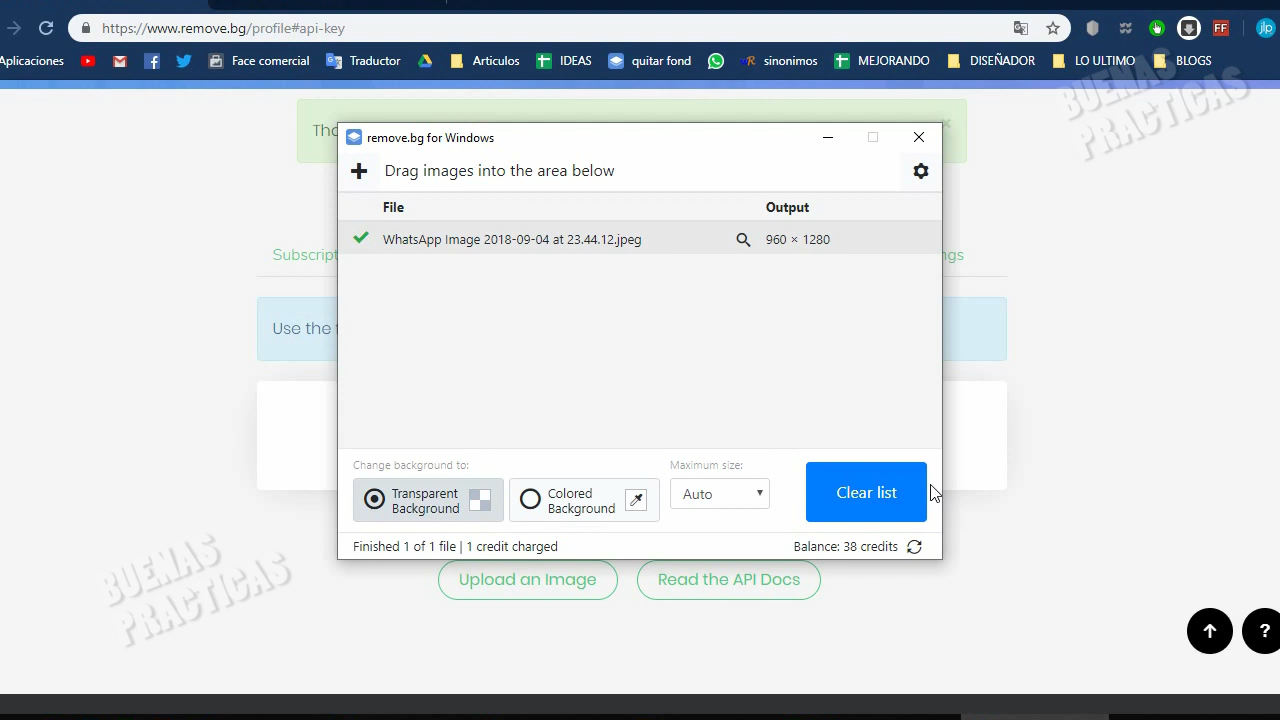 https://www.remove.bg/profile#api-key
FF
jlp
Aplicaciones
Face comercial
Traductor
Articulos
IDEAS
quitar fond
sinonimos
MEJORANDO
DISEÑADOR
LO ULTIMO
BLOGS
BUENAS
PRACTICAS
remove.bg for Windows
Drag images into the area below
File Output
WhatsApp Image 2018-09-04 at 23.44.12.jpeg 960 × 1280
Use the
Change background to:
Transparent
Background
Colored
Background
Maximum size:
Auto
Clear list
Finished 1 of 1 file | 1 credit charged
Balance: 38 credits
Upload an Image
Read the API Docs
?
BUENAS
PRACTICAS